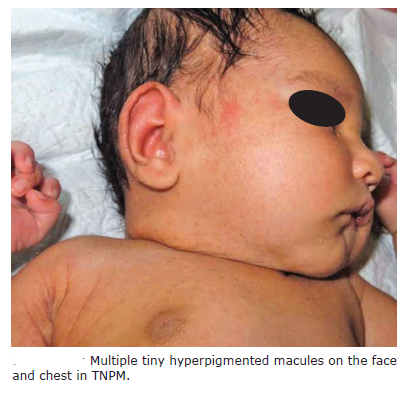 Multiple tiny hyperpigmented macules on the face
and chest in TNPM.